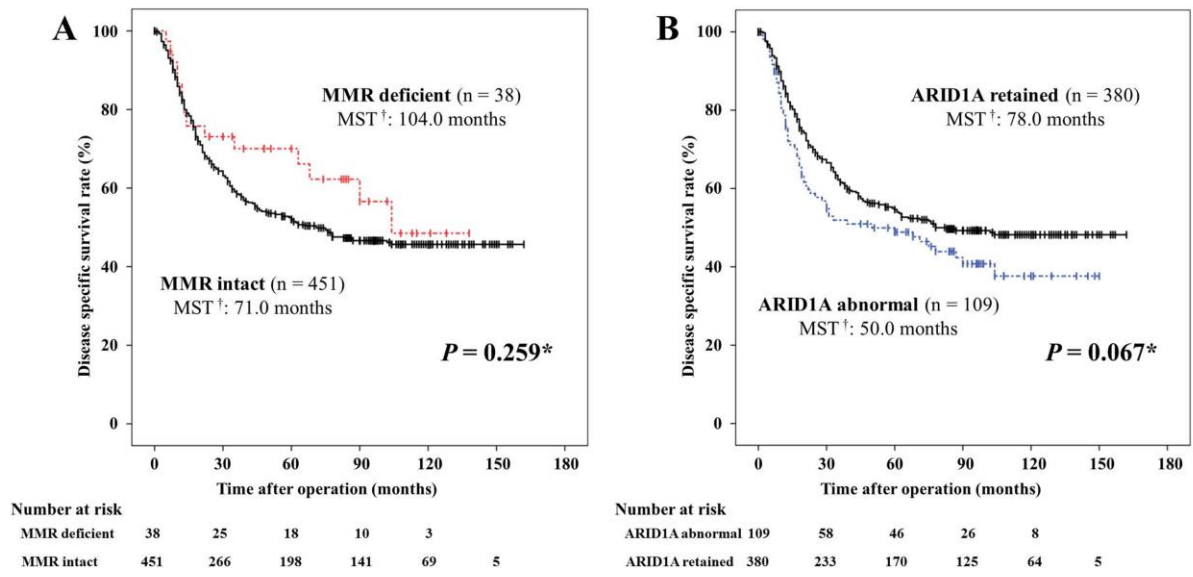 A
Disease specific survival rate (%)
100
80
60
40
20
0
MMR deficient (n = 38)
MST †: 104.0 months
MMR intact (n = 451)
MST †: 71.0 months
P = 0.259*
0 30 60 90 120 150 180
Time after operation (months)
Number at risk
MMR deficient 38 25 18 10 3
MMR intact 451 266 198 141 69 5
B
Disease specific survival rate (%)
100
80
60
40
20
0
ARID1A retained (n = 380)
MST †: 78.0 months
ARID1A abnormal (n = 109)
MST †: 50.0 months
P = 0.067*
0 30 60 90 120 150 180
Time after operation (months)
Number at risk
ARID1A abnormal 109 58 46 26 8
ARID1A retained 380 233 170 125 64 5